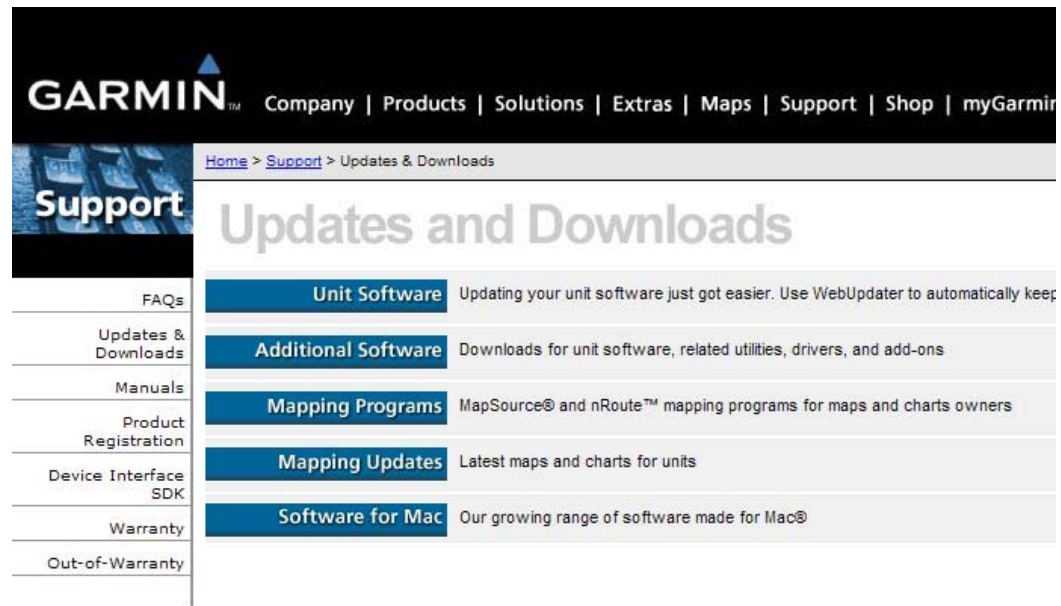 GARMIN™
Company | Products | Solutions | Extras | Maps | Support | Shop | myGarmin
Support
Home > Support > Updates & Downloads
Updates and Downloads
FAQs
Updates &
Downloads
Manuals
Product
Registration
Device Interface
SDK
Warranty
Out-of-Warranty
Unit Software Updating your unit software just got easier. Use WebUpdater to automatically keep
Additional Software Downloads for unit software, related utilities, drivers, and add-ons
Mapping Programs MapSource® and nRoute™ mapping programs for maps and charts owners
Mapping Updates Latest maps and charts for units
Software for Mac Our growing range of software made for Mac®